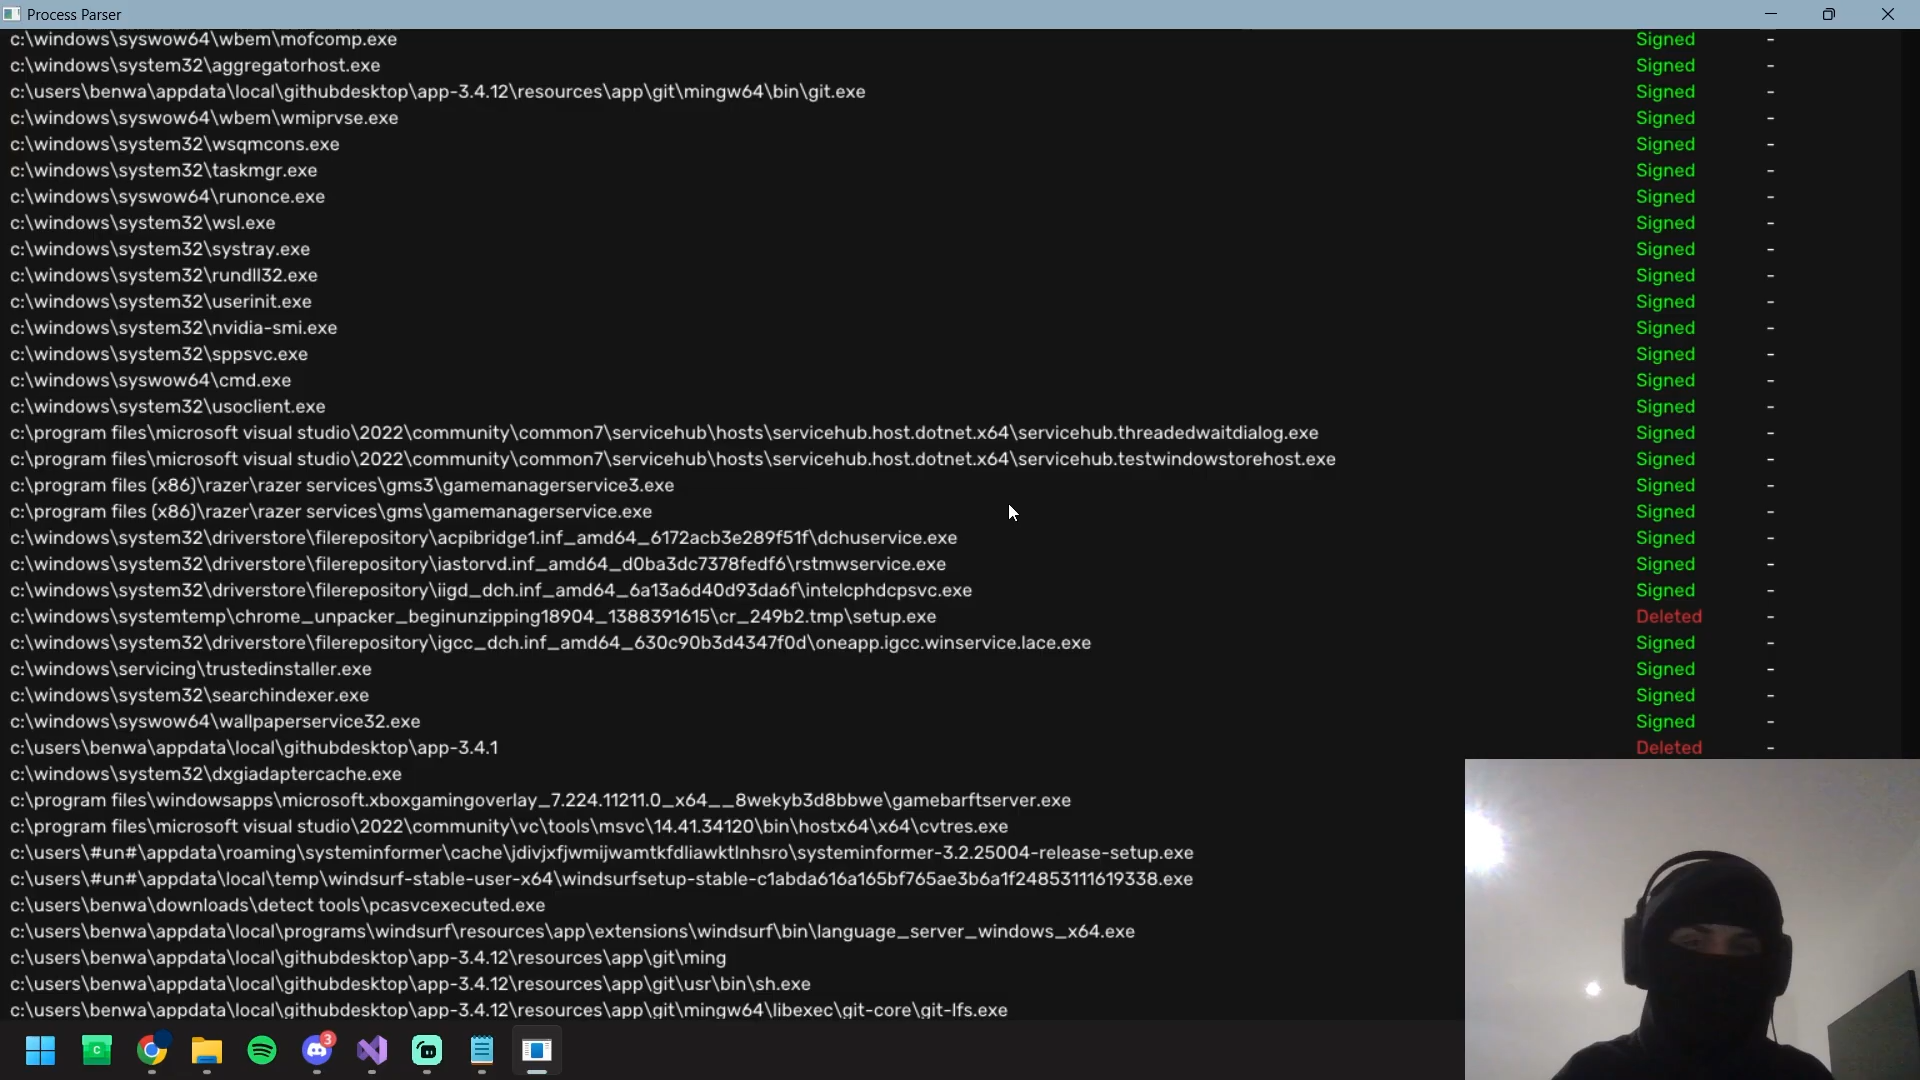 Process Parser
c:\windows\syswow64\wbem\mofcomp.exe Signed -
c:\windows\system32\aggregatorhost.exe Signed -
c:\users\benwa\appdata\local\githubdesktop\app-3.4.12\resources\app\git\mingw64\bin\git.exe Signed -
c:\windows\syswow64\wbem\wmiprvse.exe Signed -
c:\windows\system32\wsqmcons.exe Signed -
c:\windows\system32\taskmgr.exe Signed -
c:\windows\syswow64\runonce.exe Signed -
c:\windows\system32\wsl.exe Signed -
c:\windows\system32\systray.exe Signed -
c:\windows\system32\rundll32.exe Signed -
c:\windows\system32\userinit.exe Signed -
c:\windows\system32\nvidia-smi.exe Signed -
c:\windows\system32\sppsvc.exe Signed -
c:\windows\syswow64\cmd.exe Signed -
c:\windows\system32\usoclient.exe Signed -
c:\program files\microsoft visual studio\2022\community\common7\servicehub\hosts\servicehub.host.dotnet.x64\servicehub.threadedwaitdialog.exe Signed -
c:\program files\microsoft visual studio\2022\community\common7\servicehub\hosts\servicehub.host.dotnet.x64\servicehub.testwindowstorehost.exe Signed -
c:\program files (x86)\razer\razer services\gms3\gamemanagerservice3.exe Signed -
c:\program files (x86)\razer\razer services\gms\gamemanagerservice.exe Signed -
c:\windows\system32\driverstore\filerepository\acpibridge1.inf_amd64_6172acb3e289f51f\dchuservice.exe Signed -
c:\windows\system32\driverstore\filerepository\iastorvd.inf_amd64_d0ba3dc7378fedf6\rstmwservice.exe Signed -
c:\windows\system32\driverstore\filerepository\iigd_dch.inf_amd64_6a13a6d40d93da6f\intelcphdcpsvc.exe Signed -
c:\windows\systemtemp\chrome_unpacker_beginunzipping18904_1388391615\cr_249b2.tmp\setup.exe Deleted -
c:\windows\system32\driverstore\filerepository\igcc_dch.inf_amd64_630c90b3d4347f0d\oneapp.igcc.winservice.lace.exe Signed -
c:\windows\servicing\trustedinstaller.exe Signed -
c:\windows\system32\searchindexer.exe Signed -
c:\windows\syswow64\wallpaperservice32.exe Signed -
c:\users\benwa\appdata\local\githubdesktop\app-3.4.1 Deleted -
c:\windows\system32\dxgiadaptercache.exe
c:\program files\windowsapps\microsoft.xboxgamingoverlay_7.224.11211.0_x64__8wekyb3d8bbwe\gamebarftserver.exe
c:\program files\microsoft visual studio\2022\community\vc\tools\msvc\14.41.34120\bin\hostx64\x64\cvtres.exe
c:\users\#un#\appdata\roaming\systeminformer\cache\jdivjxfjwmijwamtkfdliawktlnhsro\systeminformer-3.2.25004-release-setup.exe
c:\users\#un#\appdata\local\temp\windsurf-stable-user-x64\windsurfsetup-stable-c1abda616a165bf765ae3b6a1f24853111619338.exe
c:\users\benwa\downloads\detect tools\pcasvcexecuted.exe
c:\users\benwa\appdata\local\programs\windsurf\resources\app\extensions\windsurf\bin\language_server_windows_x64.exe
c:\users\benwa\appdata\local\githubdesktop\app-3.4.12\resources\app\git\ming
c:\users\benwa\appdata\local\githubdesktop\app-3.4.12\resources\app\git\usr\bin\sh.exe
c:\users\benwa\appdata\local\githubdesktop\app-3.4.12\resources\app\git\mingw64\libexec\git-core\git-lfs.exe
C
3